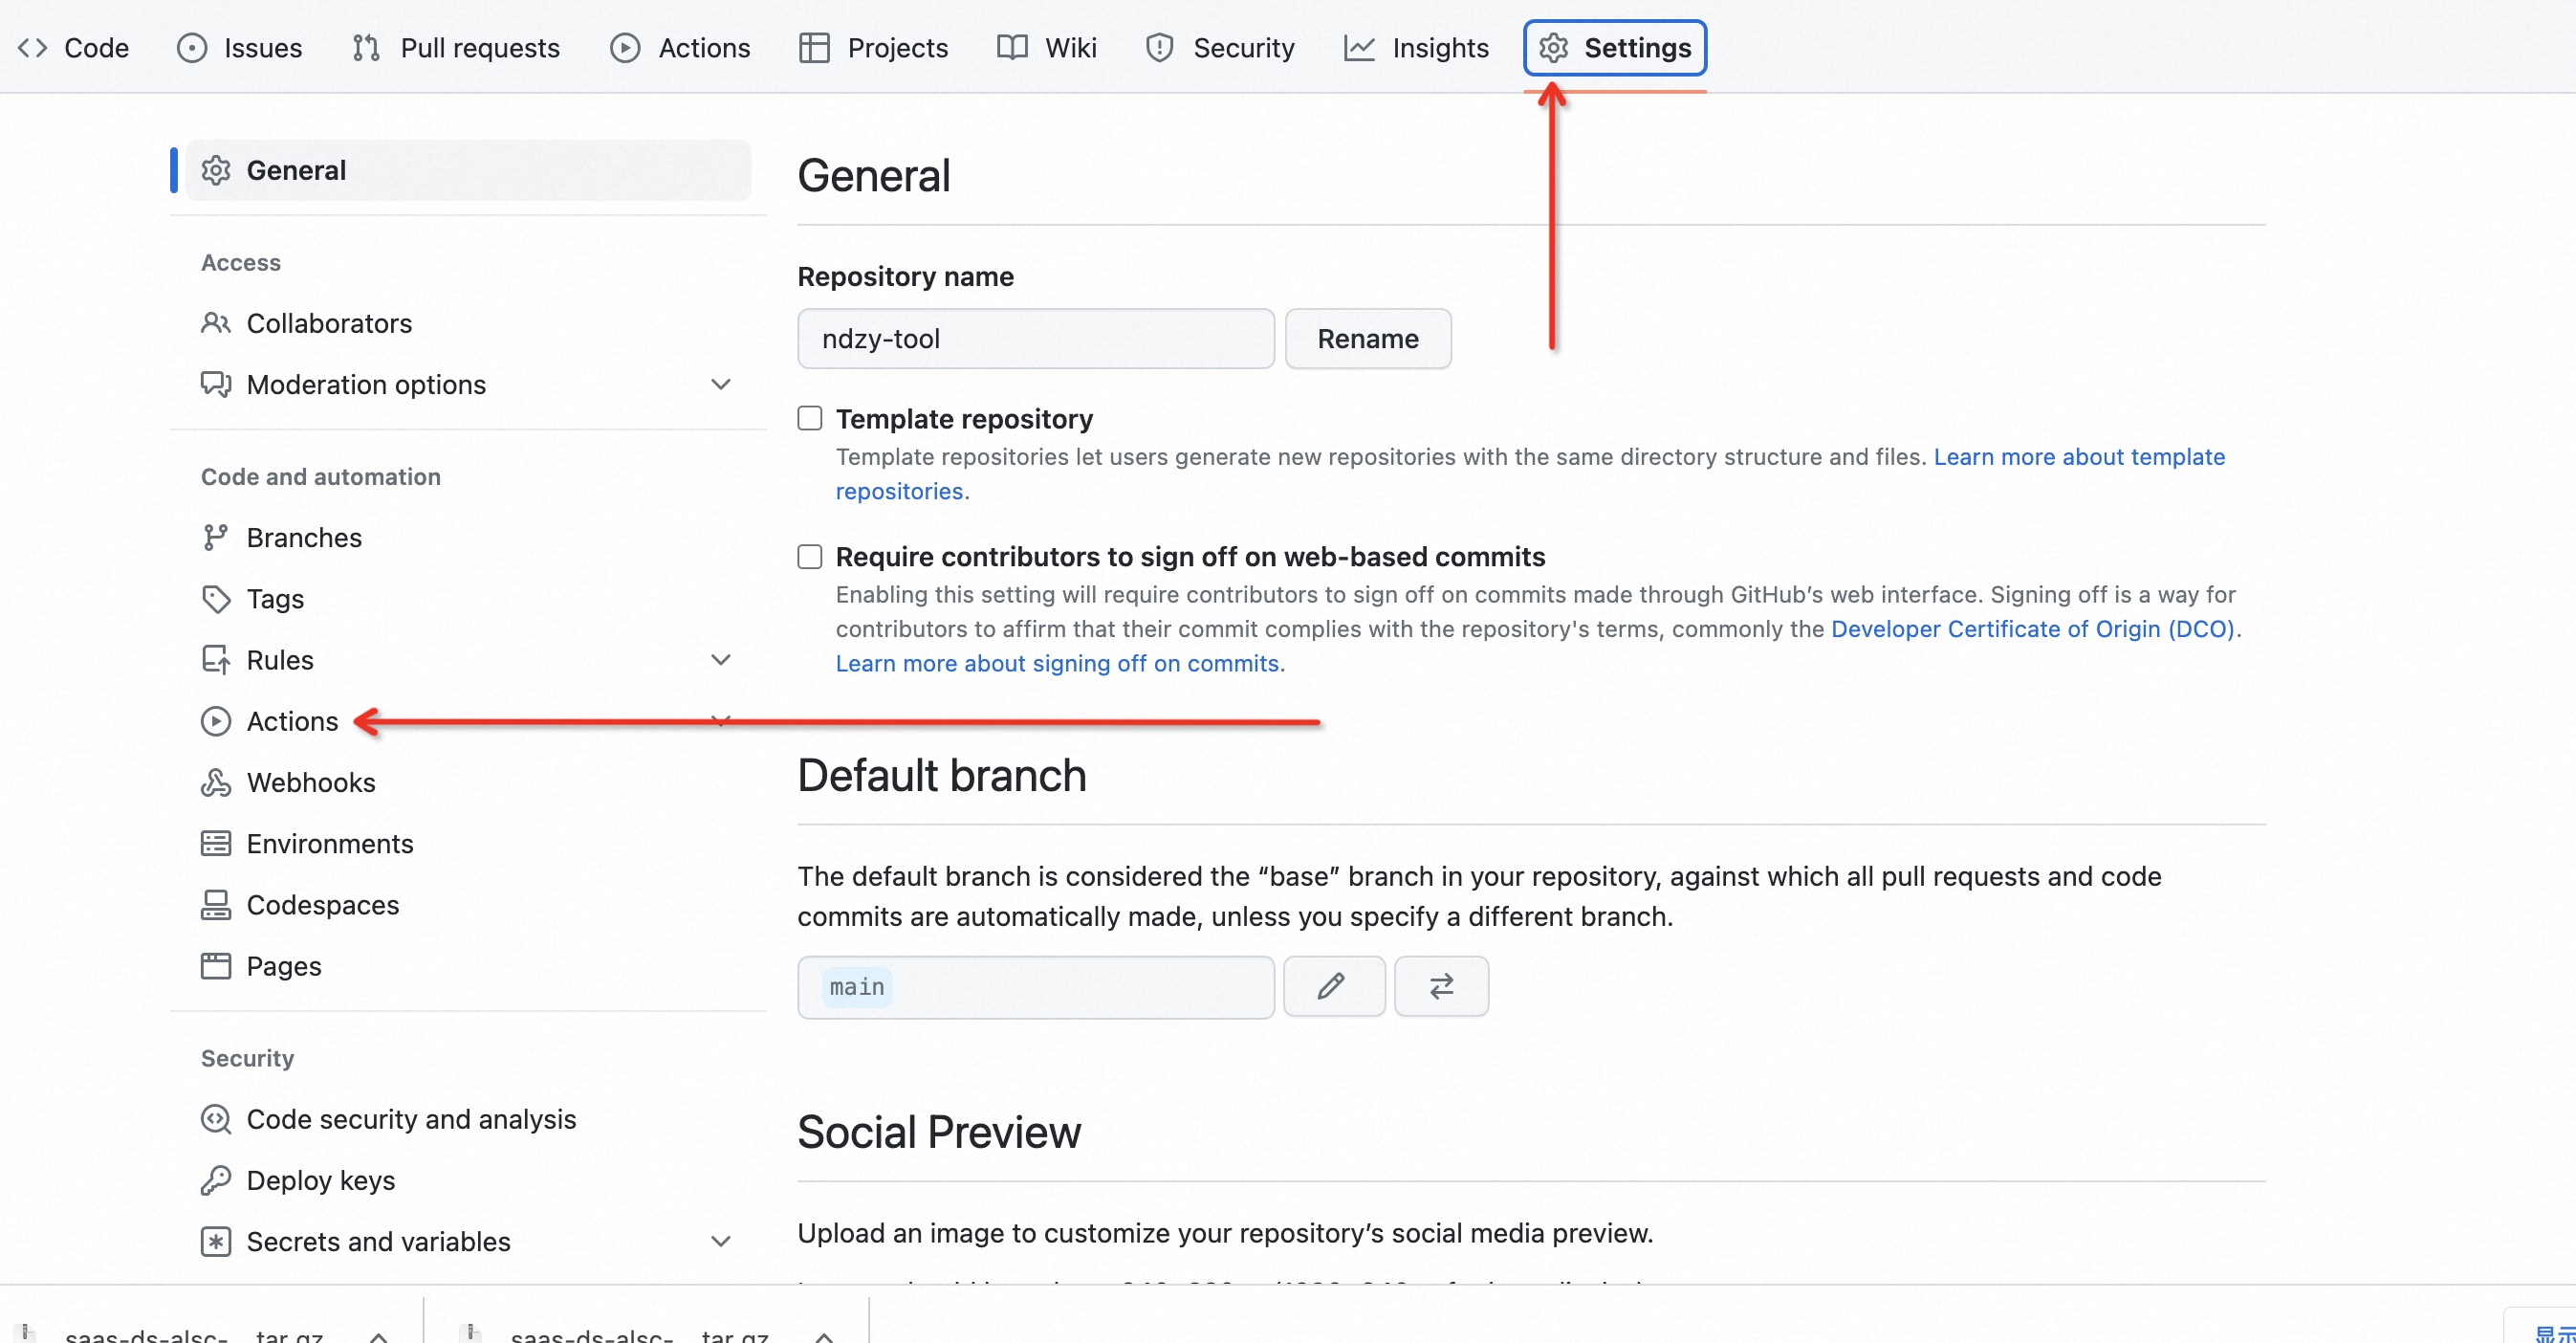 Code Issues Pull requests Actions Projects Wiki Security Insights Settings
General
Access
Collaborators
Moderation options
Code and automation
Branches
Tags
Rules
Actions
Webhooks
Environments
Codespaces
Pages
Security
Code security and analysis
Deploy keys
Secrets and variables
General
Repository name
ndzy-tool Rename
Template repository
Template repositories let users generate new repositories with the same directory structure and files. Learn more about template
repositories.
Require contributors to sign off on web-based commits
Enabling this setting will require contributors to sign off on commits made through GitHub’s web interface. Signing off is a way for
contributors to affirm that their commit complies with the repository's terms, commonly the Developer Certificate of Origin (DCO).
Learn more about signing off on commits.
Default branch
The default branch is considered the “base” branch in your repository, against which all pull requests and code
commits are automatically made, unless you specify a different branch.
main
Social Preview
Upload an image to customize your repository’s social media preview.
saas-ds-alsc-....tar.gz saas-ds-alsc-....tar.gz